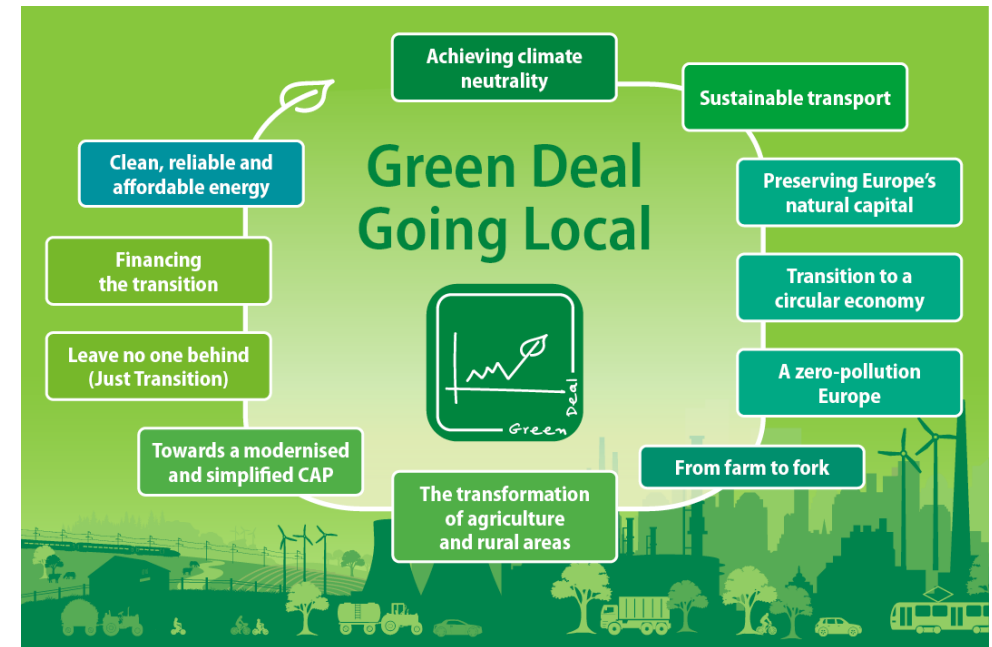 Achieving climate
neutrality
Sustainable transport
Clean, reliable and
affordable energy
Green Deal
Going Local
Preserving Europe's
natural capital
Financing
the transition
Transition to a
circular economy
Leave no one behind
(Just Transition)
A zero-pollution
Europe
Green
Deal
Towards a modernised
and simplified CAP
From farm to fork
The transformation
of agriculture
and rural areas